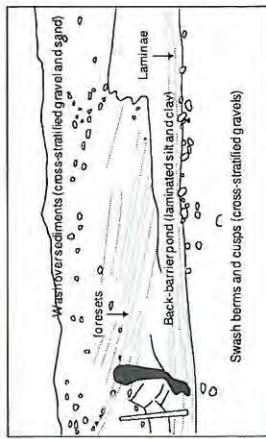 Washover sediments (cross-stratified gravel and sand)
foresets
Laminae
Back-barrier pond (laminated silt and clay)
Swash berms and cusps (cross-stratified gravels)